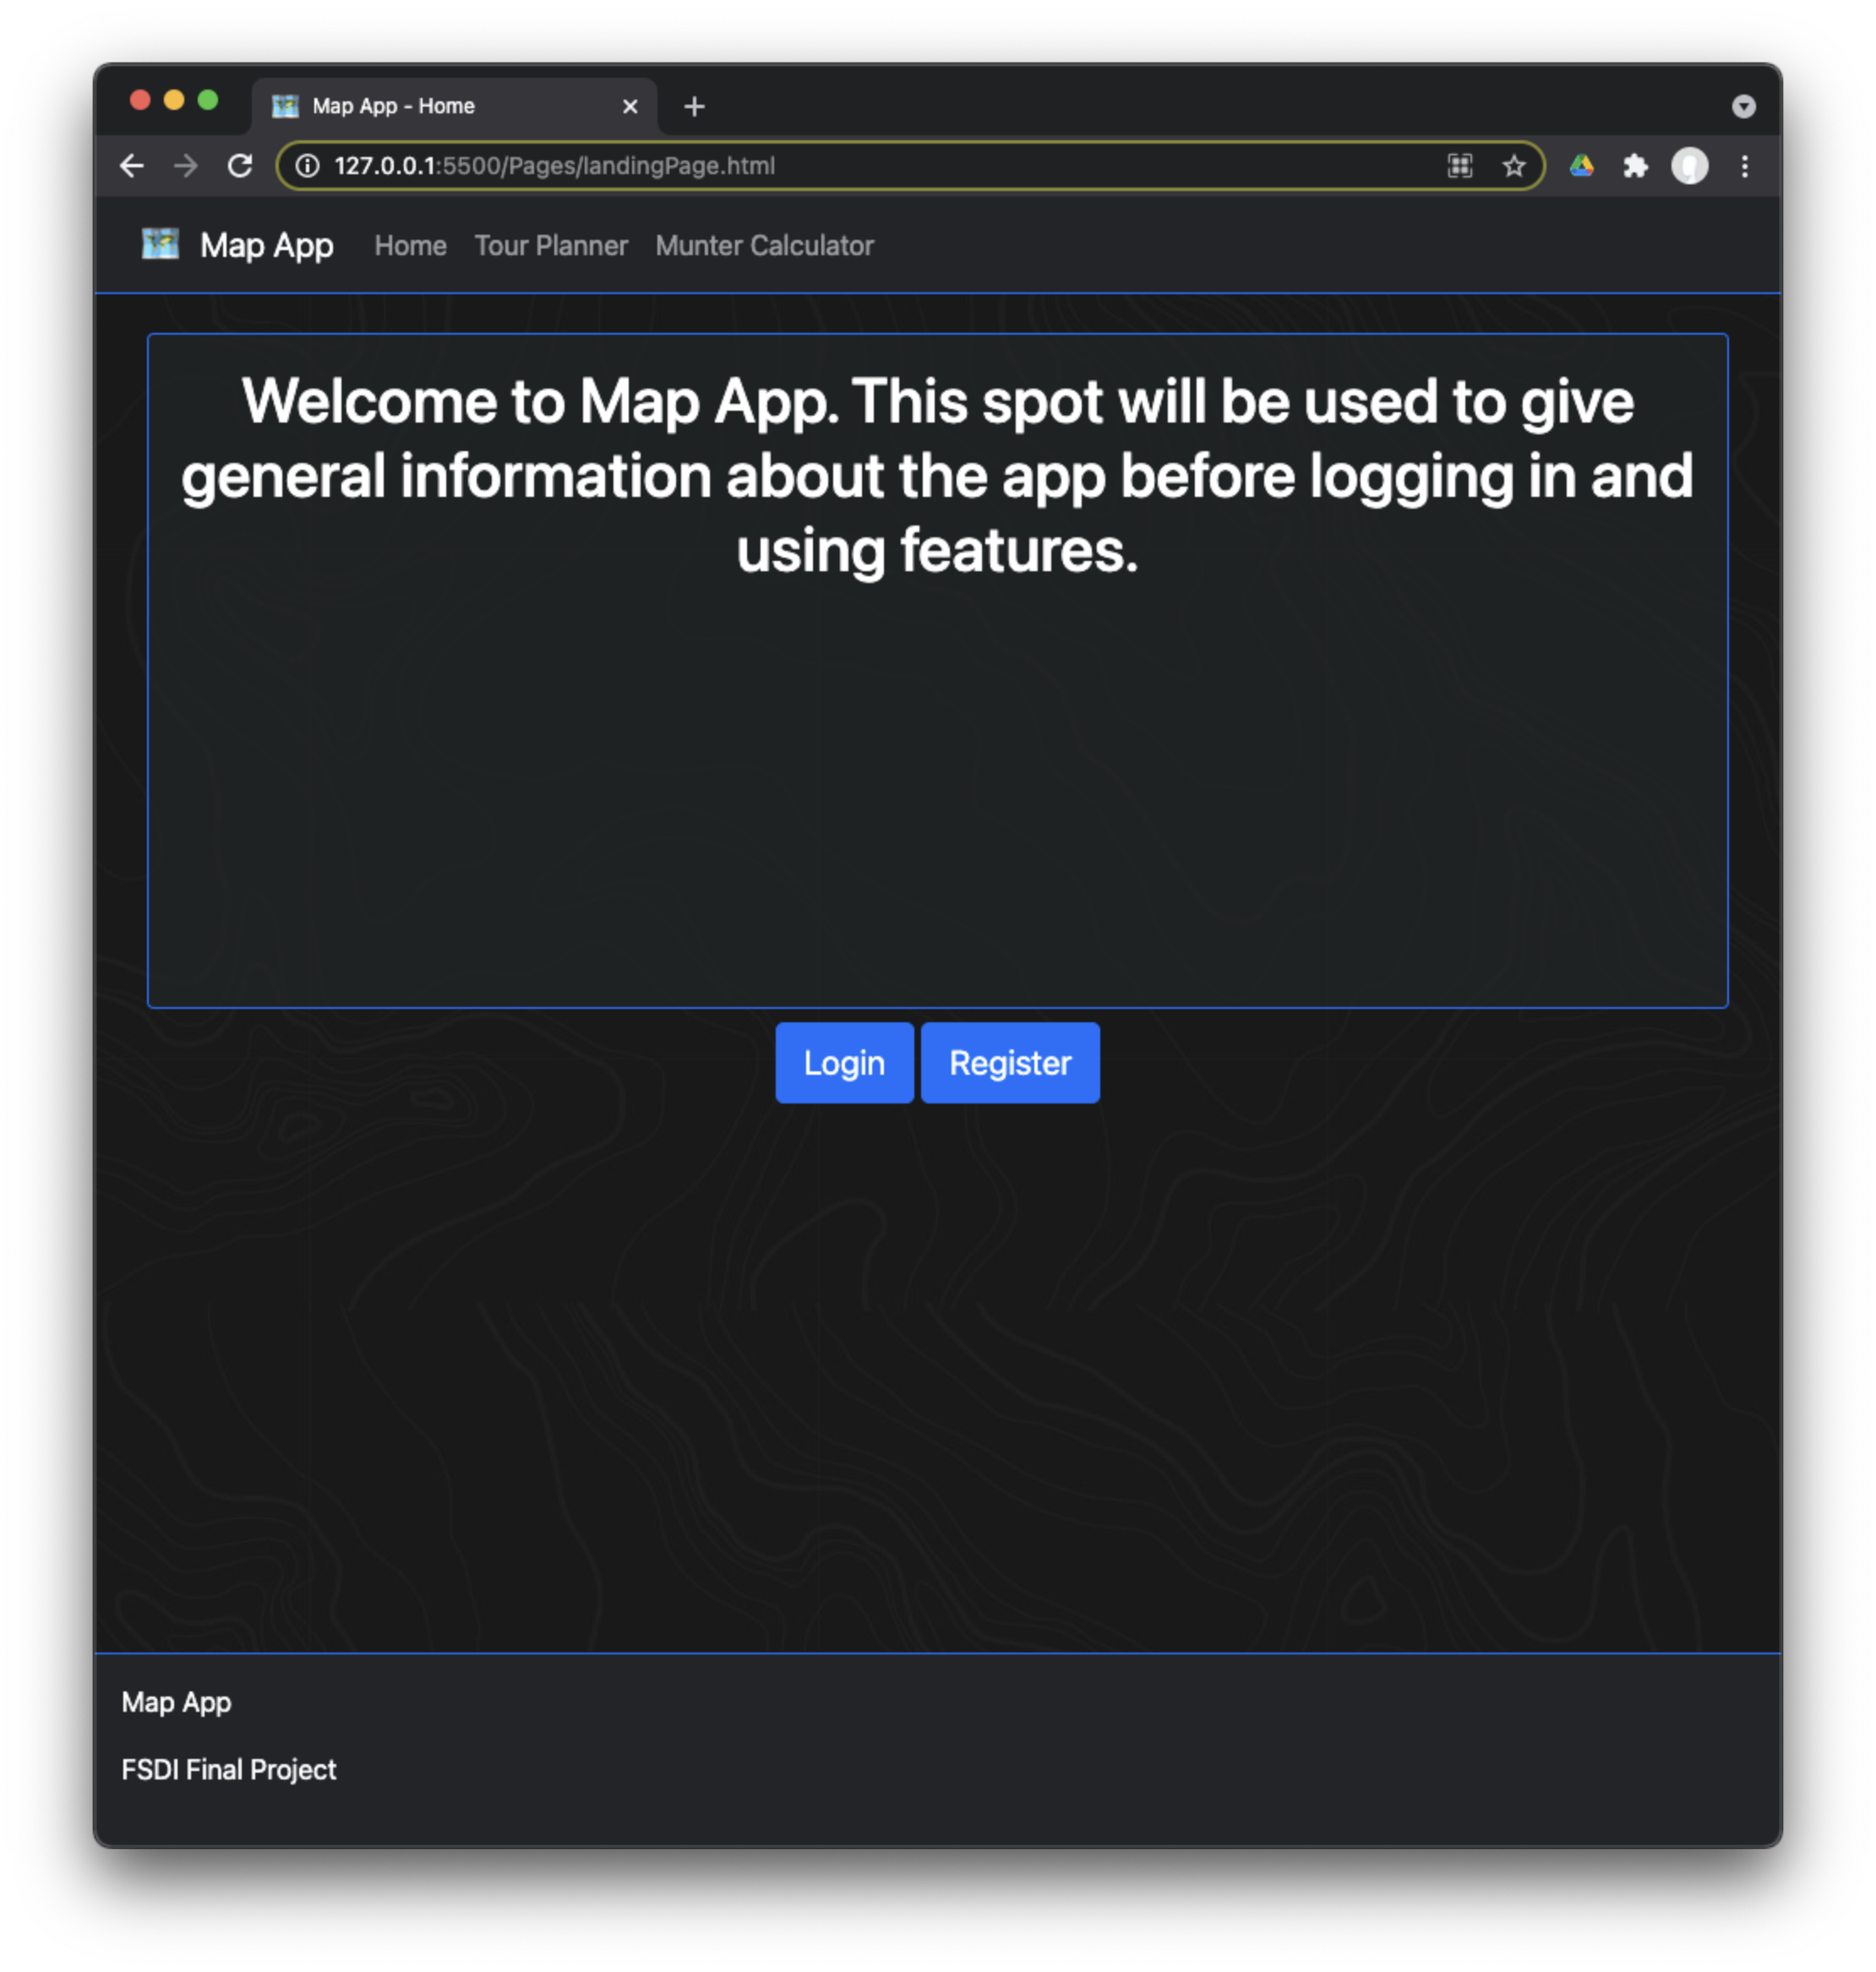 Map App - Home
127.0.0.1:5500/Pages/landingPage.html
Map App Home Tour Planner Munter Calculator
Welcome to Map App. This spot will be used to give
general information about the app before logging in and
using features.
Login Register
Map App
FSDI Final Project